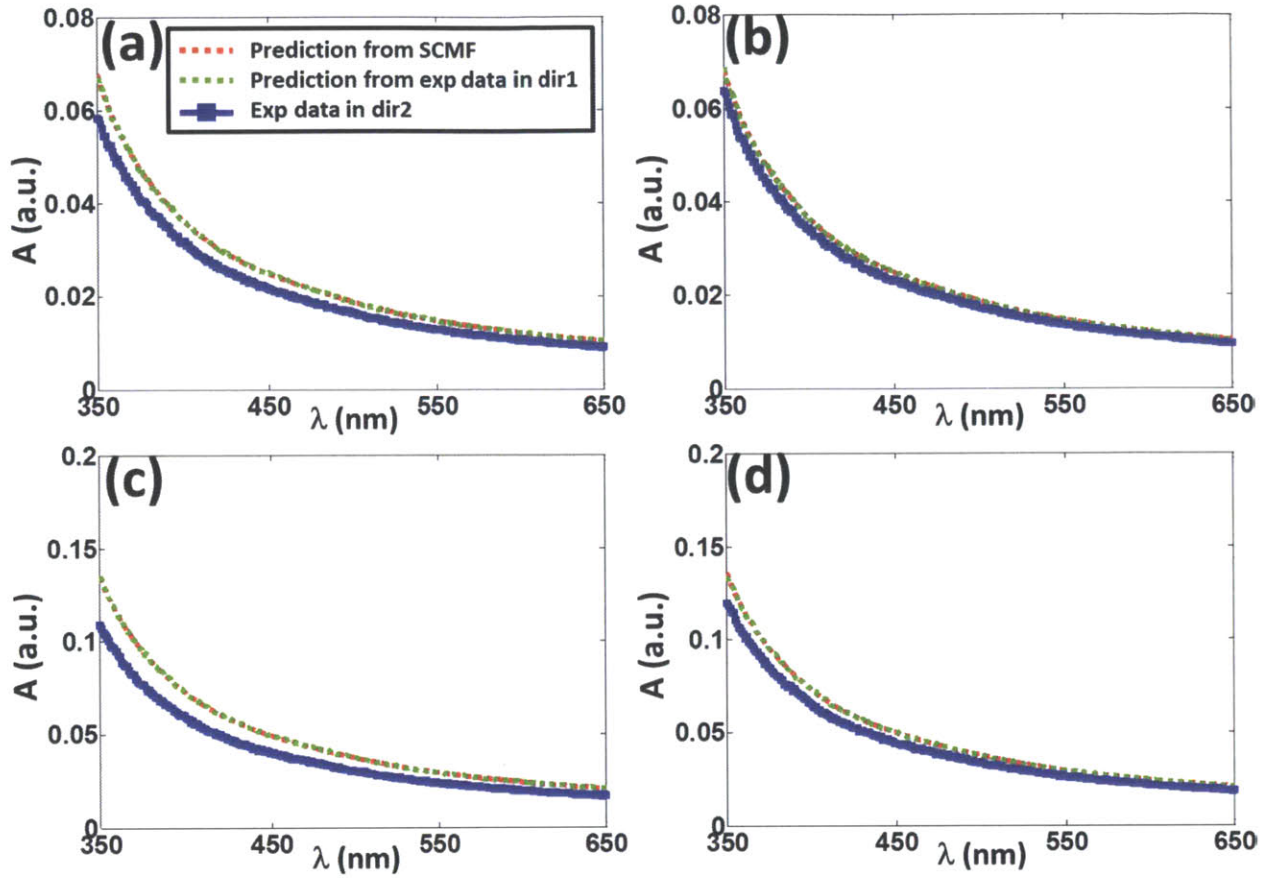 (a)
Prediction from SCMF
Prediction from exp data in dir1
Exp data in dir2
0.08
0.06
0.04
0.02
0
A (a.u.)
350
450
550
650
λ (nm)
(b)
0.08
0.06
0.04
0.02
0
A (a.u.)
350
450
550
650
λ (nm)
(c)
0.2
0.15
0.1
0.05
0
A (a.u.)
350
450
550
650
λ (nm)
(d)
0.2
0.15
0.1
0.05
0
A (a.u.)
350
450
550
650
λ (nm)